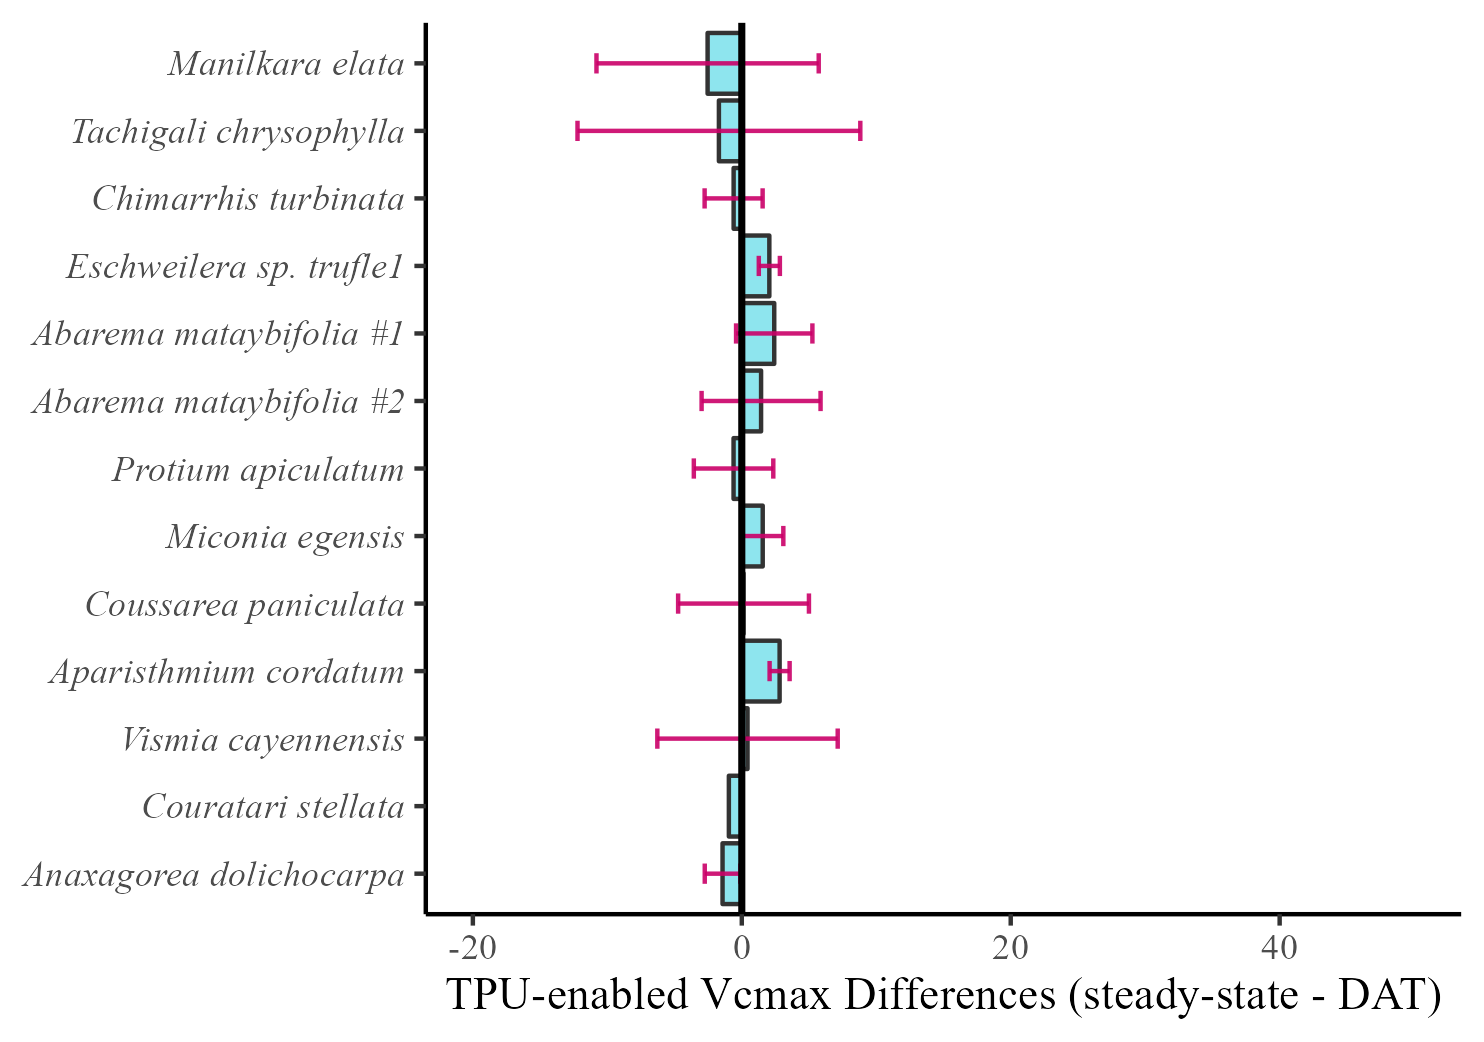 Manilkara elata
Tachigali chrysophylla
Chimarrhis turbinata
Eschweilera sp. trufle1
Abarema mataybifolia #1
Abarema mataybifolia #2
Protium apiculatum
Miconia egensis
Coussarea paniculata
Aparisthmium cordatum
Vismia cayennensis
Couratari stellata
Anaxagorea dolichocarpa
-20 0 20 40
TPU-enabled Vcmax Differences (steady-state - DAT)